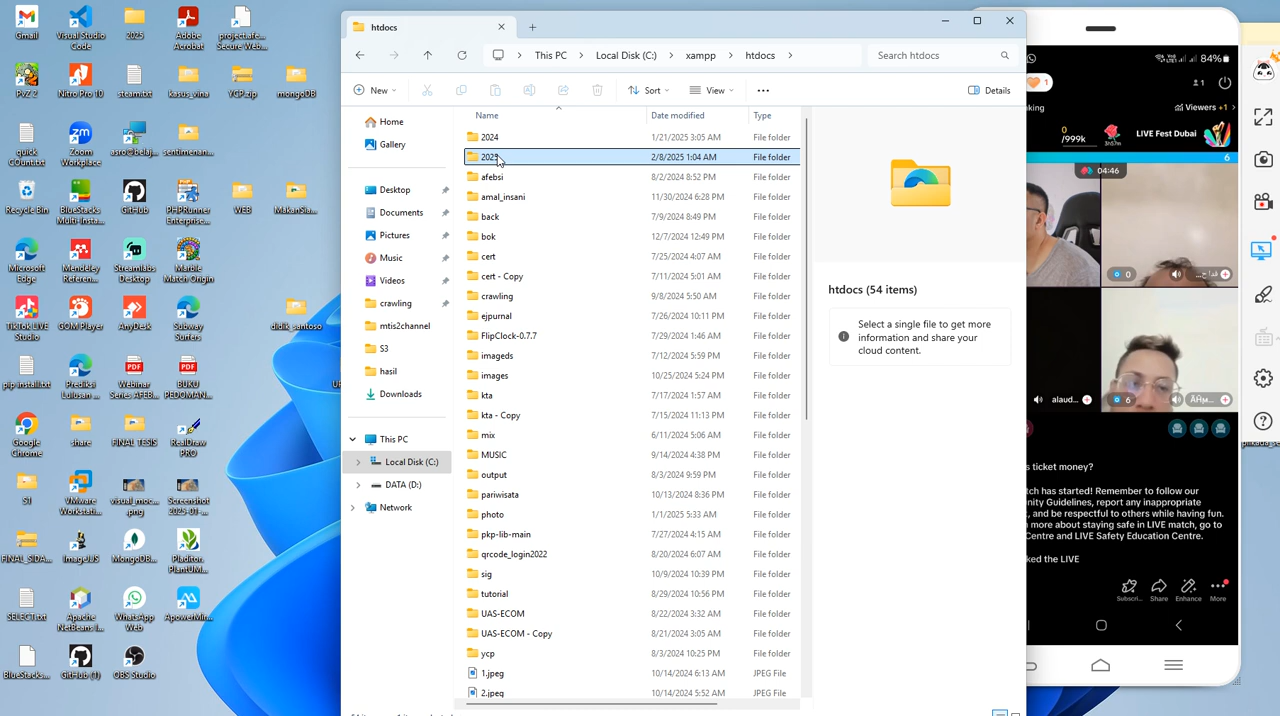 Gmail
Visual Studio
Code
2025
Adobe
Acrobat
project.afe...
Secure Web...
PvZ 2
Nitro Pro 10
steam.txt
kasus_vina
YCP.zip
mongoDB
quick
Count.txt
Zoom
Workplace
asro@belaj...
sentimenan...
Recycle Bin
BlueStacks
Multi-Insta...
GitHub
PHPRunner
Enterprise...
WEB
MakanSia...
Microsoft
Edge
Mendeley
Referen...
Streamlabs
Desktop
Marble
Match Origin
TikTok LIVE
Studio
GOM Player
AnyDesk
Subway
Surfers
didik_santoso
pip_install.txt
Prediksi
Lulusan ...
Webinar
Series AFEB...
BUKU
PEDOMAN...
Google
Chrome
share
FINAL TESIS
RealDraw
PRO
ST
VMware
Workstati...
visual_moc...
png
Screenshot
2025-01-...
FINAL_SIDA...
ImageJ.JS
MongoDB...
Pliditor.
PlantUM...
SELECT.txt
Apache
NetBeans I...
WhatsApp
Web
ApowerMir...
BlueStacks...
GitHub (1)
OBS Studio
htdocs
This PC > Local Disk (C:) > xampp > htdocs >
Search htdocs
New
Sort
View
Details
Home
Gallery
Desktop
Documents
Pictures
Music
Videos
crawling
mtis2channel
S3
hasil
Downloads
This PC
Local Disk (C:)
DATA (D:)
Network
Name Date modified Type
2024 1/21/2025 3:05 AM File folder
2025 2/8/2025 1:04 AM File folder
afebsi 8/2/2024 8:52 PM File folder
amal_insani 11/30/2024 6:28 PM File folder
back 7/9/2024 8:49 PM File folder
bok 12/7/2024 12:49 PM File folder
cert 7/25/2024 4:07 AM File folder
cert - Copy 7/11/2024 5:01 AM File folder
crawling 9/8/2024 5:50 AM File folder
ejpurnal 7/26/2024 10:11 PM File folder
FlipClock-0.7.7 7/29/2024 1:46 AM File folder
imageds 7/12/2024 5:59 PM File folder
images 10/25/2024 5:24 PM File folder
kta 7/17/2024 1:57 AM File folder
kta - Copy 7/15/2024 11:13 PM File folder
mix 6/11/2024 5:06 AM File folder
MUSIC 5/14/2024 4:38 PM File folder
output 8/3/2024 9:59 PM File folder
pariwisata 10/13/2024 8:36 PM File folder
photo 1/1/2025 5:33 AM File folder
pkp-lib-main 7/27/2024 4:15 AM File folder
qrcode_login2022 8/20/2024 6:07 AM File folder
sig 10/9/2024 10:39 PM File folder
tutorial 8/29/2024 10:56 PM File folder
UAS-ECOM 8/22/2024 3:32 AM File folder
UAS-ECOM - Copy 8/21/2024 3:05 AM File folder
ycp 8/3/2024 10:25 PM File folder
1.jpeg 10/14/2024 6:13 AM JPEG File
2.jpeg 10/14/2024 5:52 AM JPEG File
htdocs (54 items)
Select a single file to get more
information and share your
cloud content.
84%
1
1
king
Viewers +1 >
0
/999k
3h57m
LIVE Fest Dubai
6
04:46
0
6
alaud...
s ticket money?
tch has started! Remember to follow our
nity Guidelines, report any inappropriate
, and be respectful to others while having fun.
n more about staying safe in LIVE match, go to
Centre and LIVE Safety Education Centre.
ked the LIVE
Subscri...
Share
Enhance
More